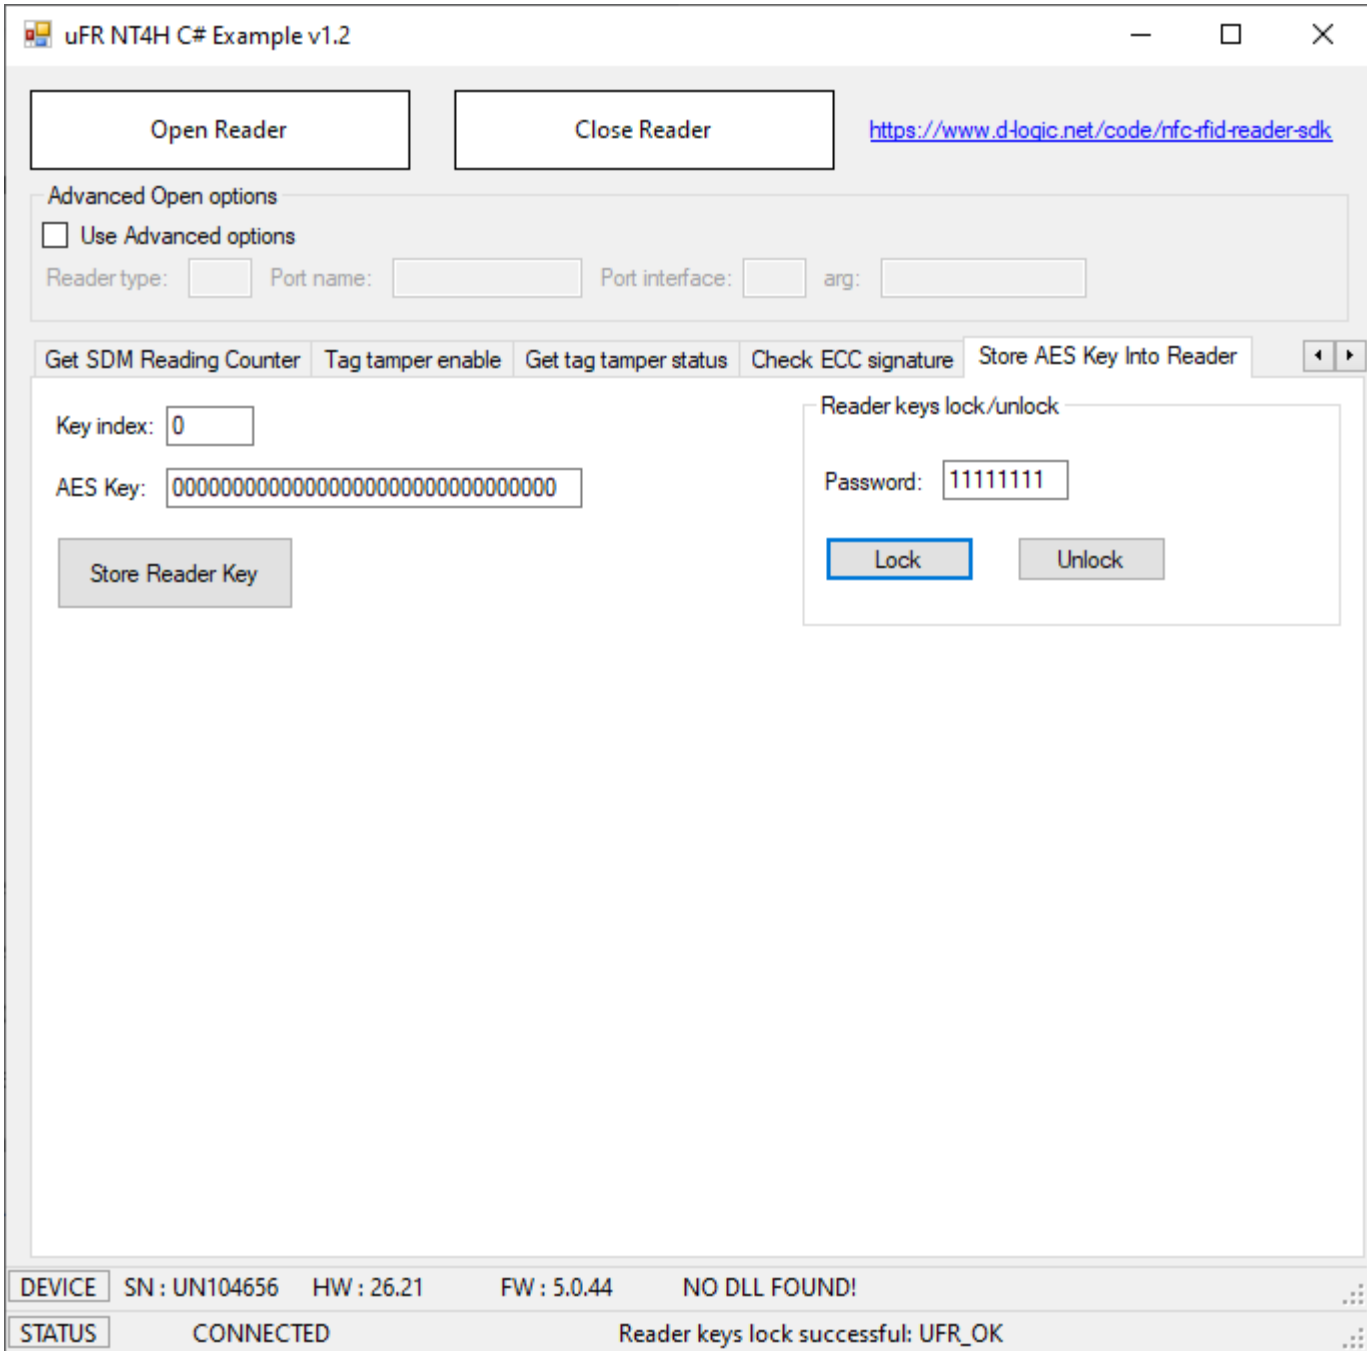 uFR NT4H C# Example v1.2
Open Reader
Close Reader
https://www.d-logic.net/code/nfc-rfid-reader-sdk
Advanced Open options
Use Advanced options
Reader type:
Port name:
Port interface:
arg:
Get SDM Reading Counter
Tag tamper enable
Get tag tamper status
Check ECC signature
Store AES Key Into Reader
Key index: 0
AES Key: 00000000000000000000000000000000
Store Reader Key
Reader keys lock/unlock
Password: 11111111
Lock
Unlock
DEVICE SN : UN104656 HW : 26.21 FW : 5.0.44 NO DLL FOUND!
STATUS CONNECTED Reader keys lock successful: UFR_OK